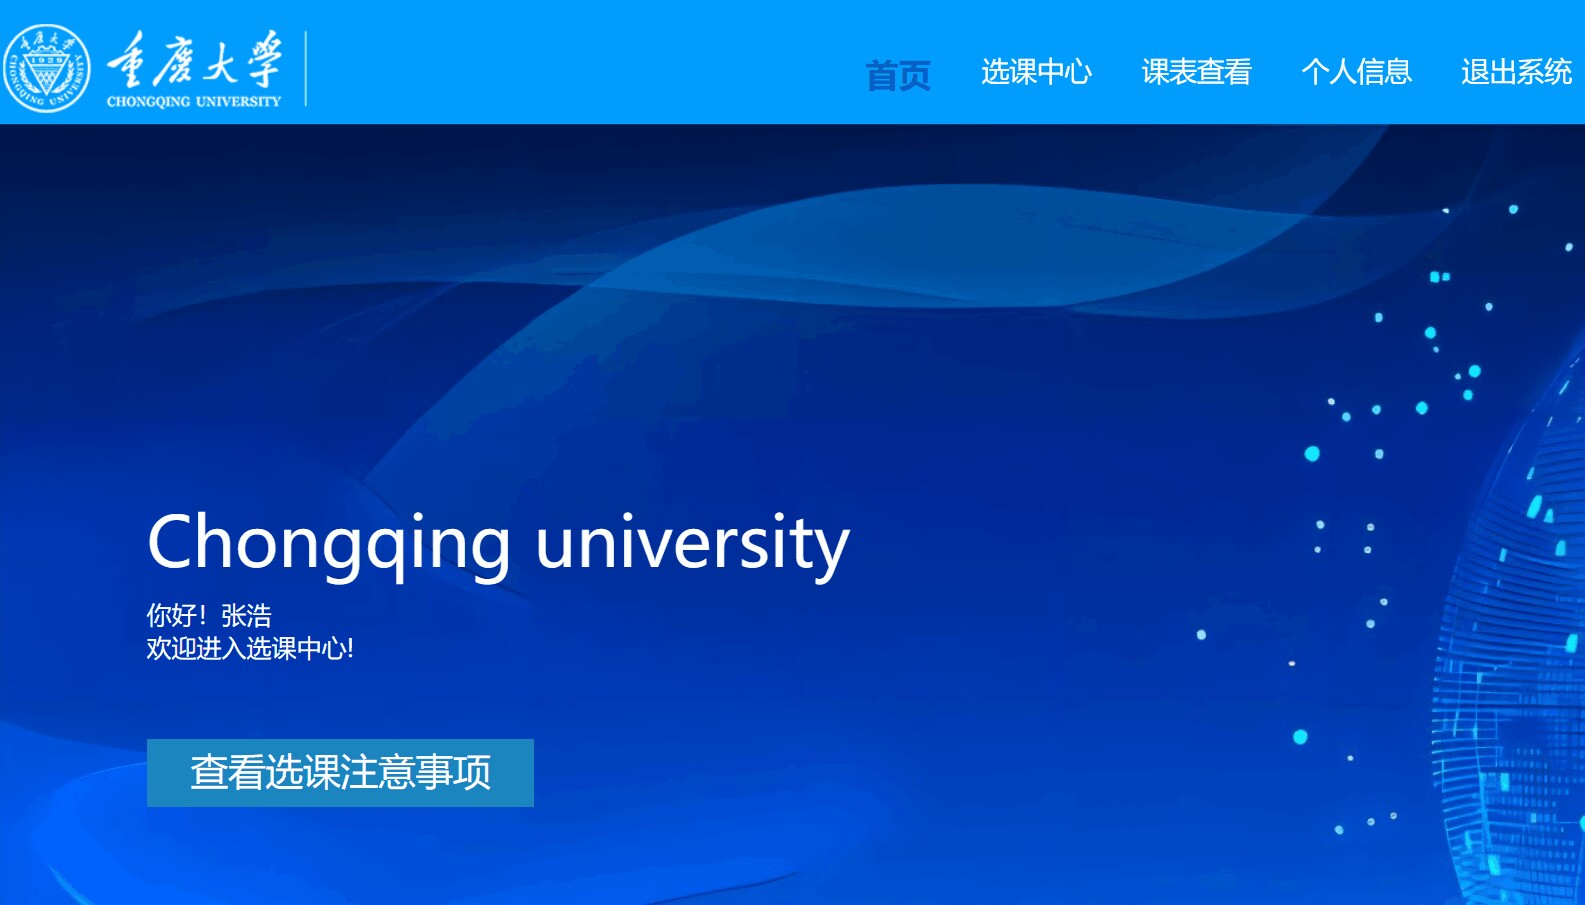 重庆大学
CHONGQING UNIVERSITY
首页 选课中心 课表查看 个人信息 退出系统
Chongqing university
你好！张浩
欢迎进入选课中心!
查看选课注意事项